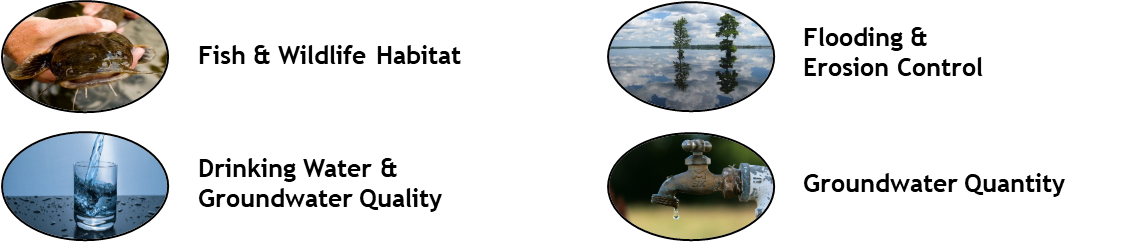 Fish & Wildlife Habitat
Flooding &
Erosion Control
Drinking Water &
Groundwater Quality
Groundwater Quantity